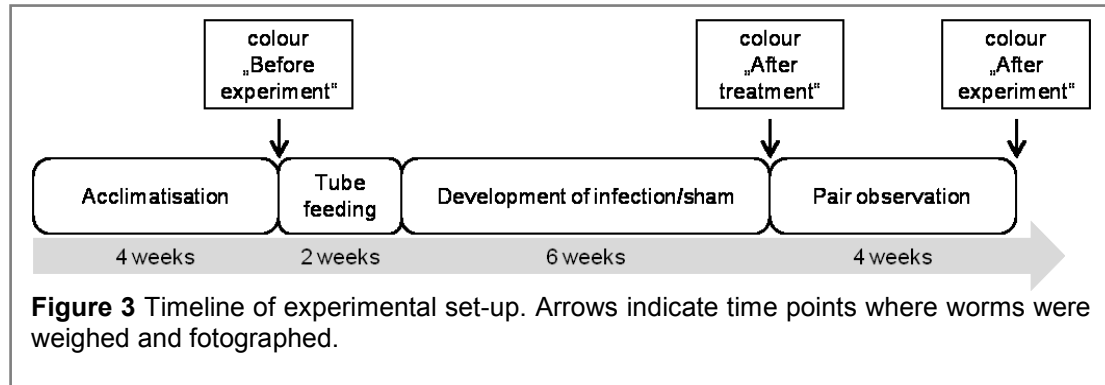 colour
„Before
experiment“
colour
„After
treatment“
colour
„After
experiment“
Acclimatisation
Tube
feeding
Development of infection/sham
Pair observation
4 weeks
2 weeks
6 weeks
4 weeks
Figure 3 Timeline of experimental set-up. Arrows indicate time points where worms were
weighed and fotographed.